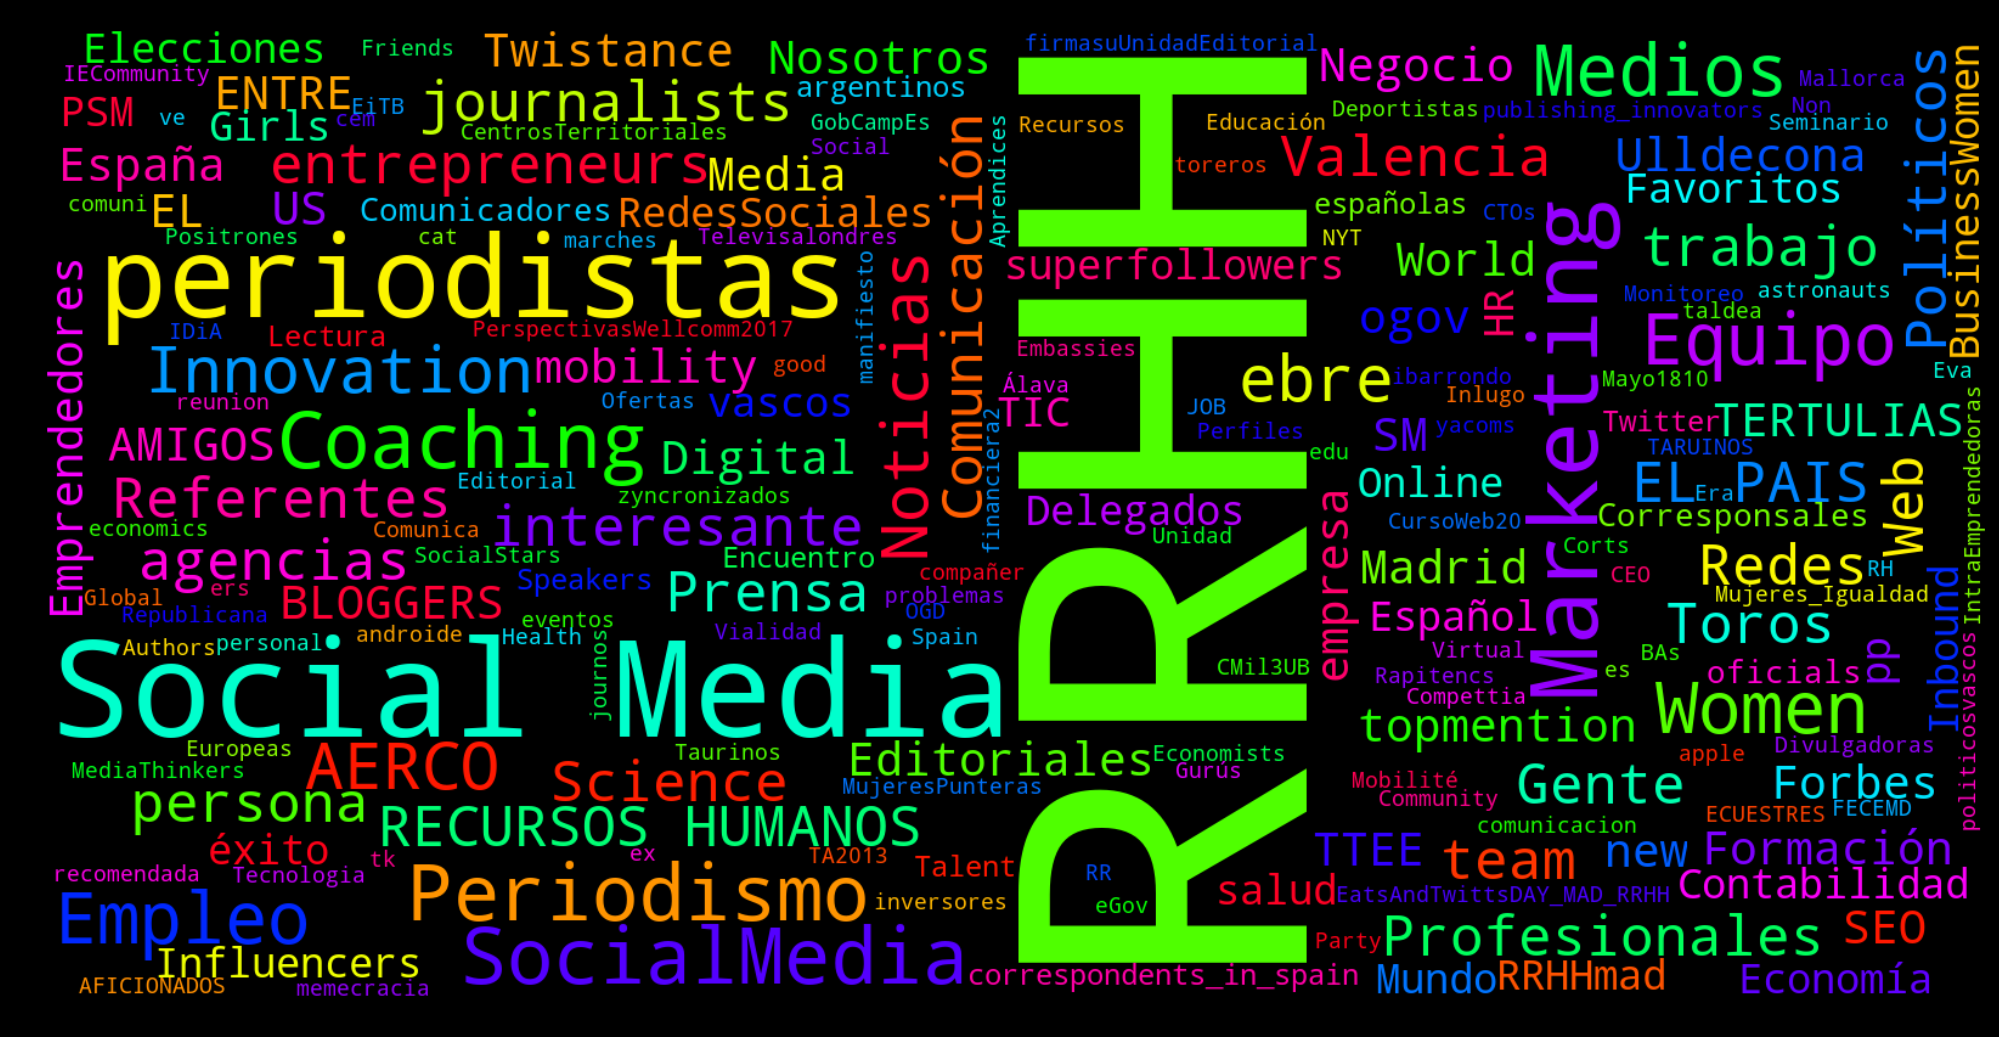 Elecciones
Friends
Twistance
Nosotros
firmasuUnidadEditorial
Negocio
Medios
Mallorca
Políticos
BusinessWomen
IECommunity
ENTRE
EiTB
journalists
argentinos
Deportistas
publishing_innovators
Non
PSM
ve
Girls
cem
CentrosTerritoriales
GobCampEs
Recursos
Educación
Seminario
Social
España
entrepreneurs
Media
Comunicación
Aprendices
RRHH
toreros
Valencia
Ulldecona
Favoritos
comuni
EL
US
Comunicadores
RedesSociales
españolas
CTOs
Marketing
Positrones
cat
marches
Televisalondres
NYT
World
trabajo
periodistas
manifiesto
Noticias
superfollowers
HR
Monitoreo
astronauts
Emprendedores
IDiA
Lectura
PerspectivasWellcomm2017
ogov
taldea
Equipo
Innovation
mobility
good
Embassies
ebre
ibarrondo
Mayo1810
Eva
reunion
Ofertas
vascos
Álava
TIC
JOB
Inlugo
IntraEmprendedoras
AMIGOS
Coaching
Digital
financiera2
Perfiles
SM
yacoms
Twitter
TERTULIAS
edu
TARUINOS
Referentes
Editorial
zyncronizados
Online
EL PAIS
Era
Web
economics
Comunica
interesante
Delegados
empresa
CursoWeb20
Corresponsales
Unidad
agencias
SocialStars
Encuentro
Corts
Redes
RH
Global
ers
BLOGGERS
Speakers
Prensa
compañer
Madrid
CEO
Inbound
Republicana
eventos
problemas
OGD
Español
Mujeres_Igualdad
Toros
Authors
personal
androide
Health
journos
Vialidad
Spain
Virtual
BAs
politicosvascos
Social Media
CMil3UB
Rapitencs
es
oficials
pp
Compettia
Women
Europeas
AERCO
Taurinos
Editoriales
Economists
topmention
apple
Divulgadoras
MediaThinkers
Science
MujeresPunteras
Gurús
Mobilité
Community
Gente
Forbes
persona
RECURSOS HUMANOS
comunicacion
ECUESTRES
FECEMD
éxito
tk
ex
TA2013
Talent
RR
TTEE
team
new
Formación
recomendada
Tecnologia
Periodismo
inversores
eGov
salud
EatsAndTwittsDAY_MAD_RRHH
Contabilidad
Empleo
SocialMedia
Party
Profesionales
SEO
Influencers
AFICIONADOS
memecracia
correspondents_in_spain
Mundo
RRHHmad
Economía